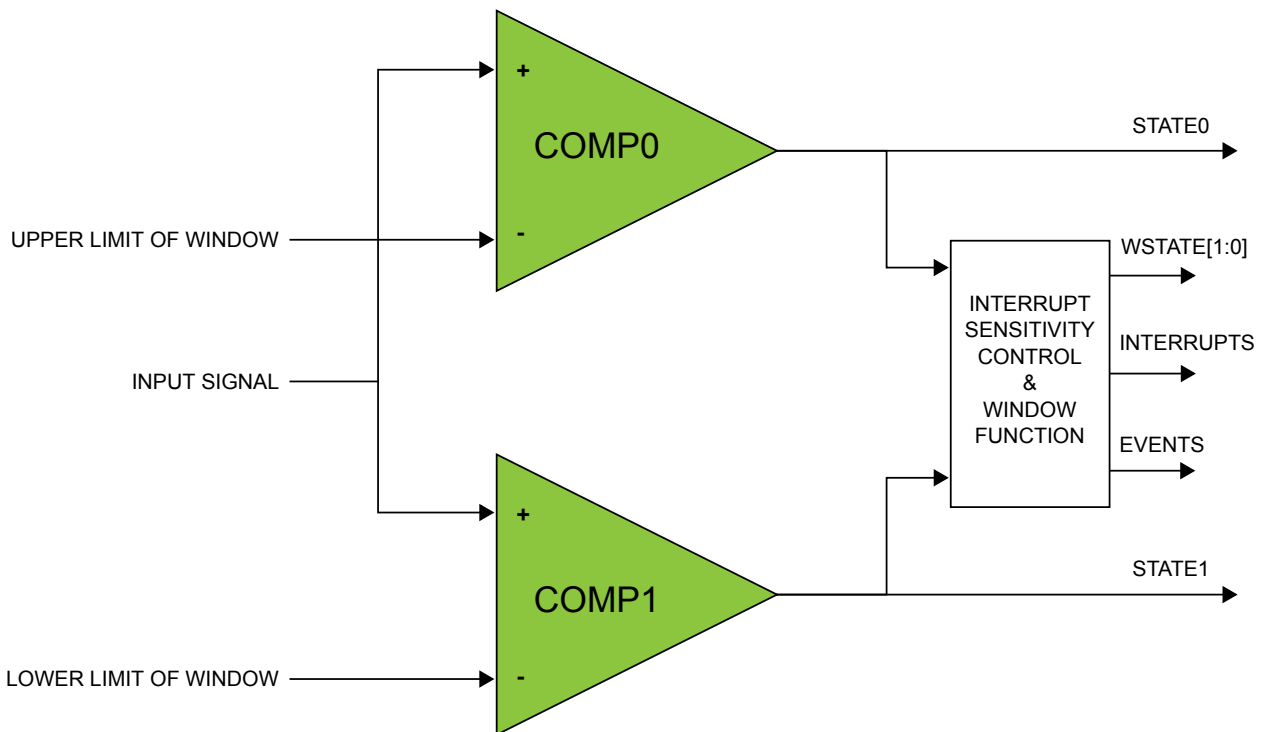 +
COMP0
-
STATE0
UPPER LIMIT OF WINDOW
WSTATE[1:0]
INTERRUPT
SENSITIVITY
CONTROL
&
WINDOW
FUNCTION
INTERRUPTS
EVENTS
INPUT SIGNAL
+
COMP1
-
STATE1
LOWER LIMIT OF WINDOW